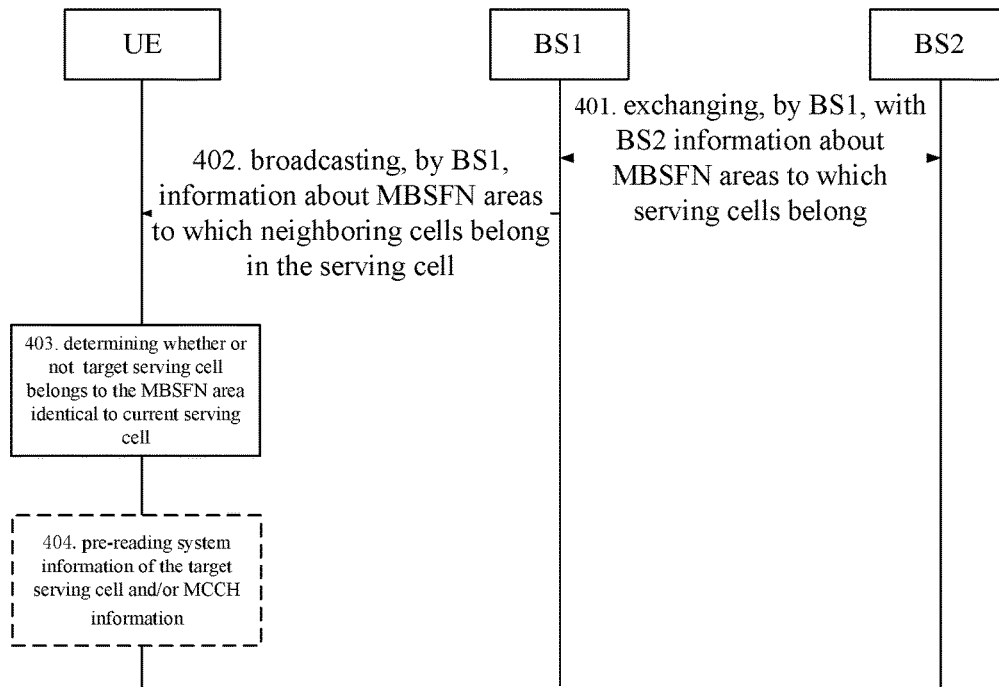 UE
BS1
BS2
401. exchanging, by BS1, with
BS2 information about
MBSFN areas to which
serving cells belong
402. broadcasting, by BS1,
information about MBSFN areas
to which neighboring cells belong
in the serving cell
403. determining whether or
not target serving cell
belongs to the MBSFN area
identical to current serving
cell
404. pre-reading system
information of the target
serving cell and/or MCCH
information